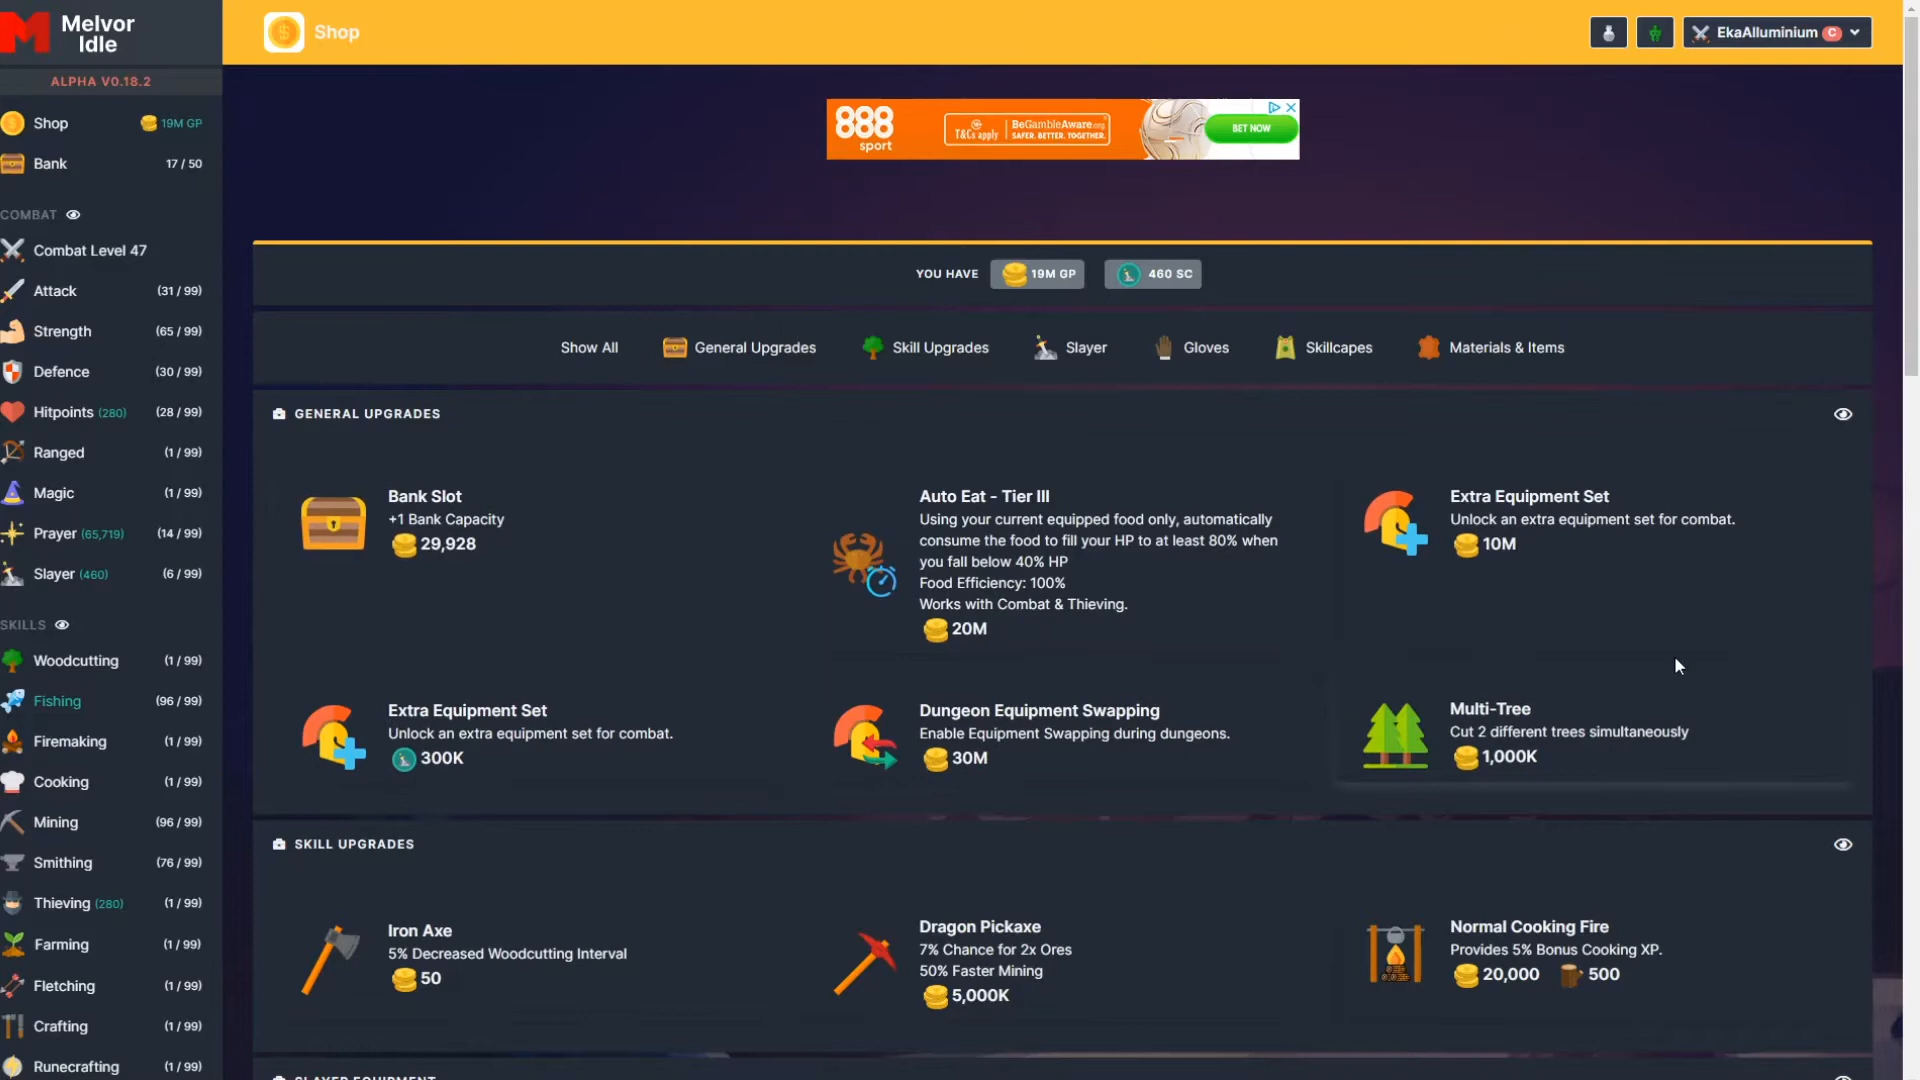 Melvor
Idle
Shop
EkaAlluminium C
ALPHA V0.18.2
Shop 19M GP
Bank 17 / 50
COMBAT
Combat Level 47
Attack (31 / 99)
Strength (65 / 99)
Defence (30 / 99)
Hitpoints (280) (28 / 99)
Ranged (1 / 99)
Magic (1 / 99)
Prayer (65,719) (14 / 99)
Slayer (460) (6 / 99)
SKILLS
Woodcutting (1 / 99)
Fishing (96 / 99)
Firemaking (1 / 99)
Cooking (1 / 99)
Mining (96 / 99)
Smithing (76 / 99)
Thieving (280) (1 / 99)
Farming (1 / 99)
Fletching (1 / 99)
Crafting (1 / 99)
Runecrafting (1 / 99)
888
sport
T&Cs apply
BeGambleAware.org
SAFER. BETTER. TOGETHER.
BET NOW
YOU HAVE 19M GP 460 SC
Show All General Upgrades Skill Upgrades Slayer Gloves Skillcapes Materials & Items
GENERAL UPGRADES
Bank Slot
+1 Bank Capacity
29,928
Auto Eat - Tier III
Using your current equipped food only, automatically
consume the food to fill your HP to at least 80% when
you fall below 40% HP
Food Efficiency: 100%
Works with Combat & Thieving.
20M
Extra Equipment Set
Unlock an extra equipment set for combat.
10M
Extra Equipment Set
Unlock an extra equipment set for combat.
300K
Dungeon Equipment Swapping
Enable Equipment Swapping during dungeons.
30M
Multi-Tree
Cut 2 different trees simultaneously
1,000K
SKILL UPGRADES
Iron Axe
5% Decreased Woodcutting Interval
50
Dragon Pickaxe
7% Chance for 2x Ores
50% Faster Mining
5,000K
Normal Cooking Fire
Provides 5% Bonus Cooking XP.
20,000 500
SLAYER EQUIPMENT